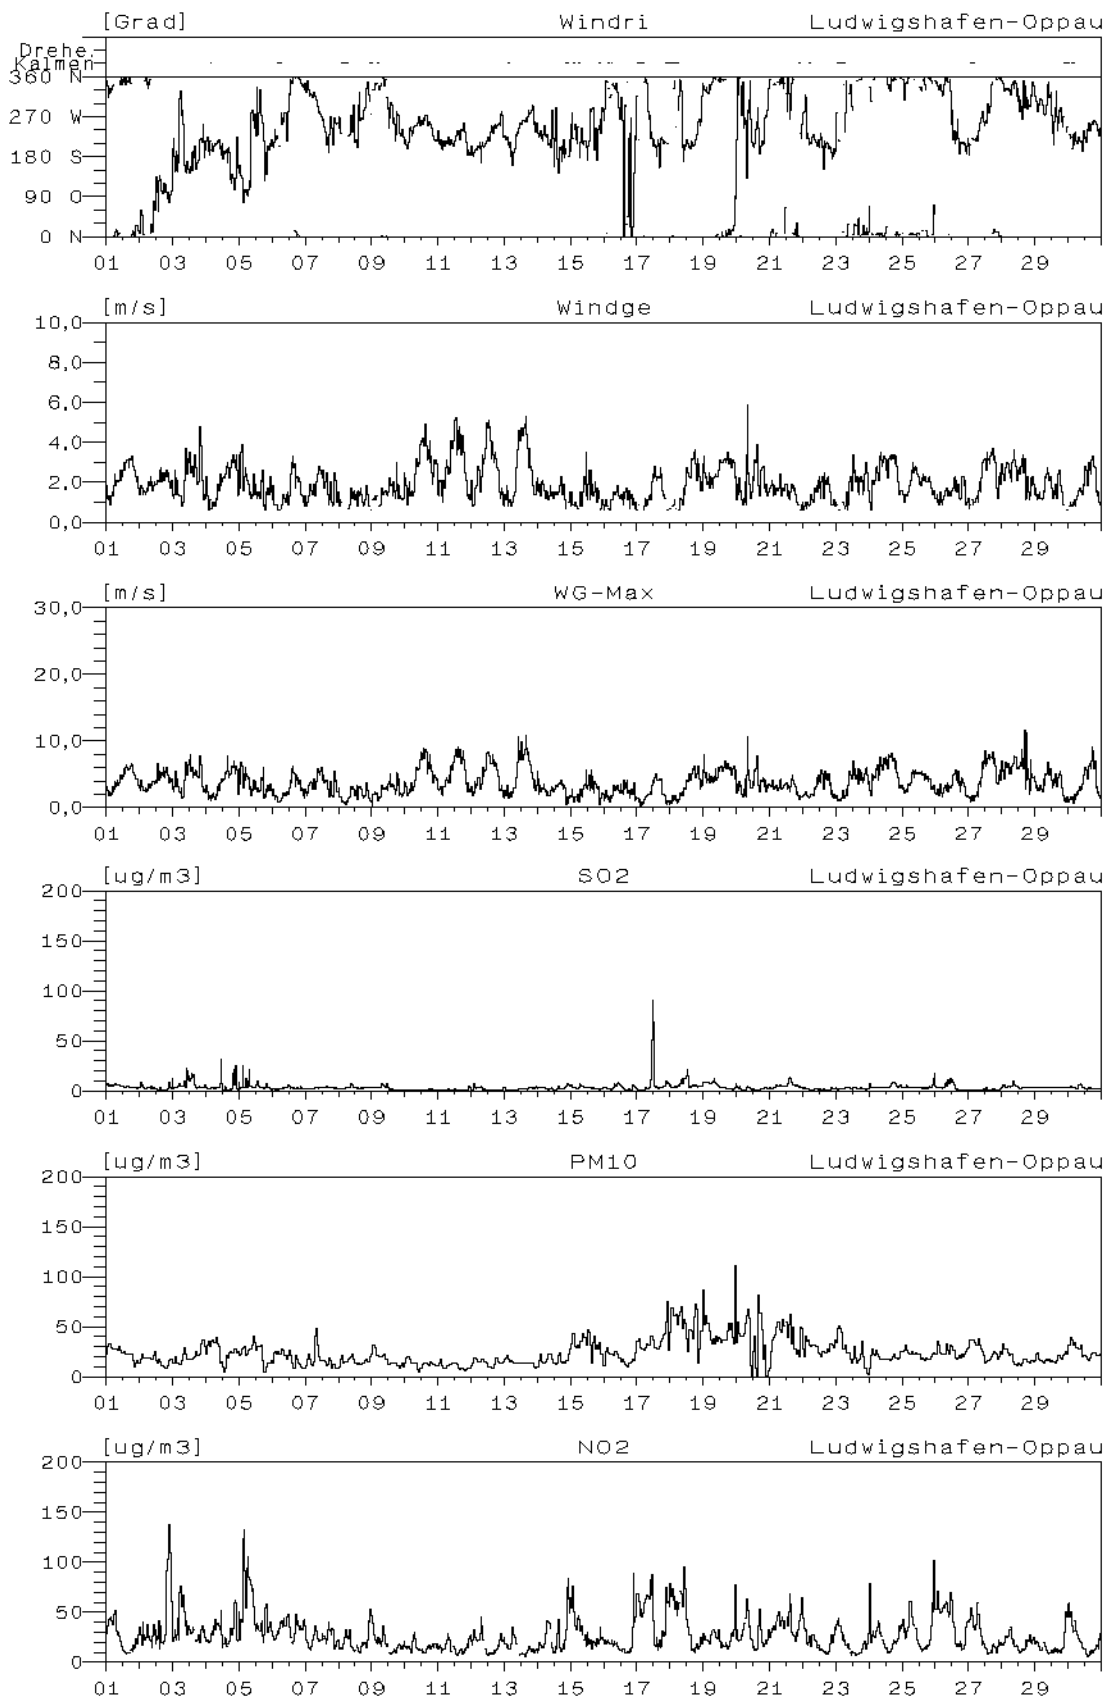 [Grad] Windri Ludwigshafen-Oppau
Drehe.
Kalmen
360 N
270 W
180 S
90 O
0 N
01 03 05 07 09 11 13 15 17 19 21 23 25 27 29
[m/s] Windge Ludwigshafen-Oppau
10,0
8,0
6,0
4,0
2,0
0,0
01 03 05 07 09 11 13 15 17 19 21 23 25 27 29
[m/s] WG-Max Ludwigshafen-Oppau
30,0
20,0
10,0
0,0
01 03 05 07 09 11 13 15 17 19 21 23 25 27 29
[ug/m3] SO2 Ludwigshafen-Oppau
200
150
100
50
0
01 03 05 07 09 11 13 15 17 19 21 23 25 27 29
[ug/m3] PM10 Ludwigshafen-Oppau
200
150
100
50
0
01 03 05 07 09 11 13 15 17 19 21 23 25 27 29
[ug/m3] NO2 Ludwigshafen-Oppau
200
150
100
50
0
01 03 05 07 09 11 13 15 17 19 21 23 25 27 29